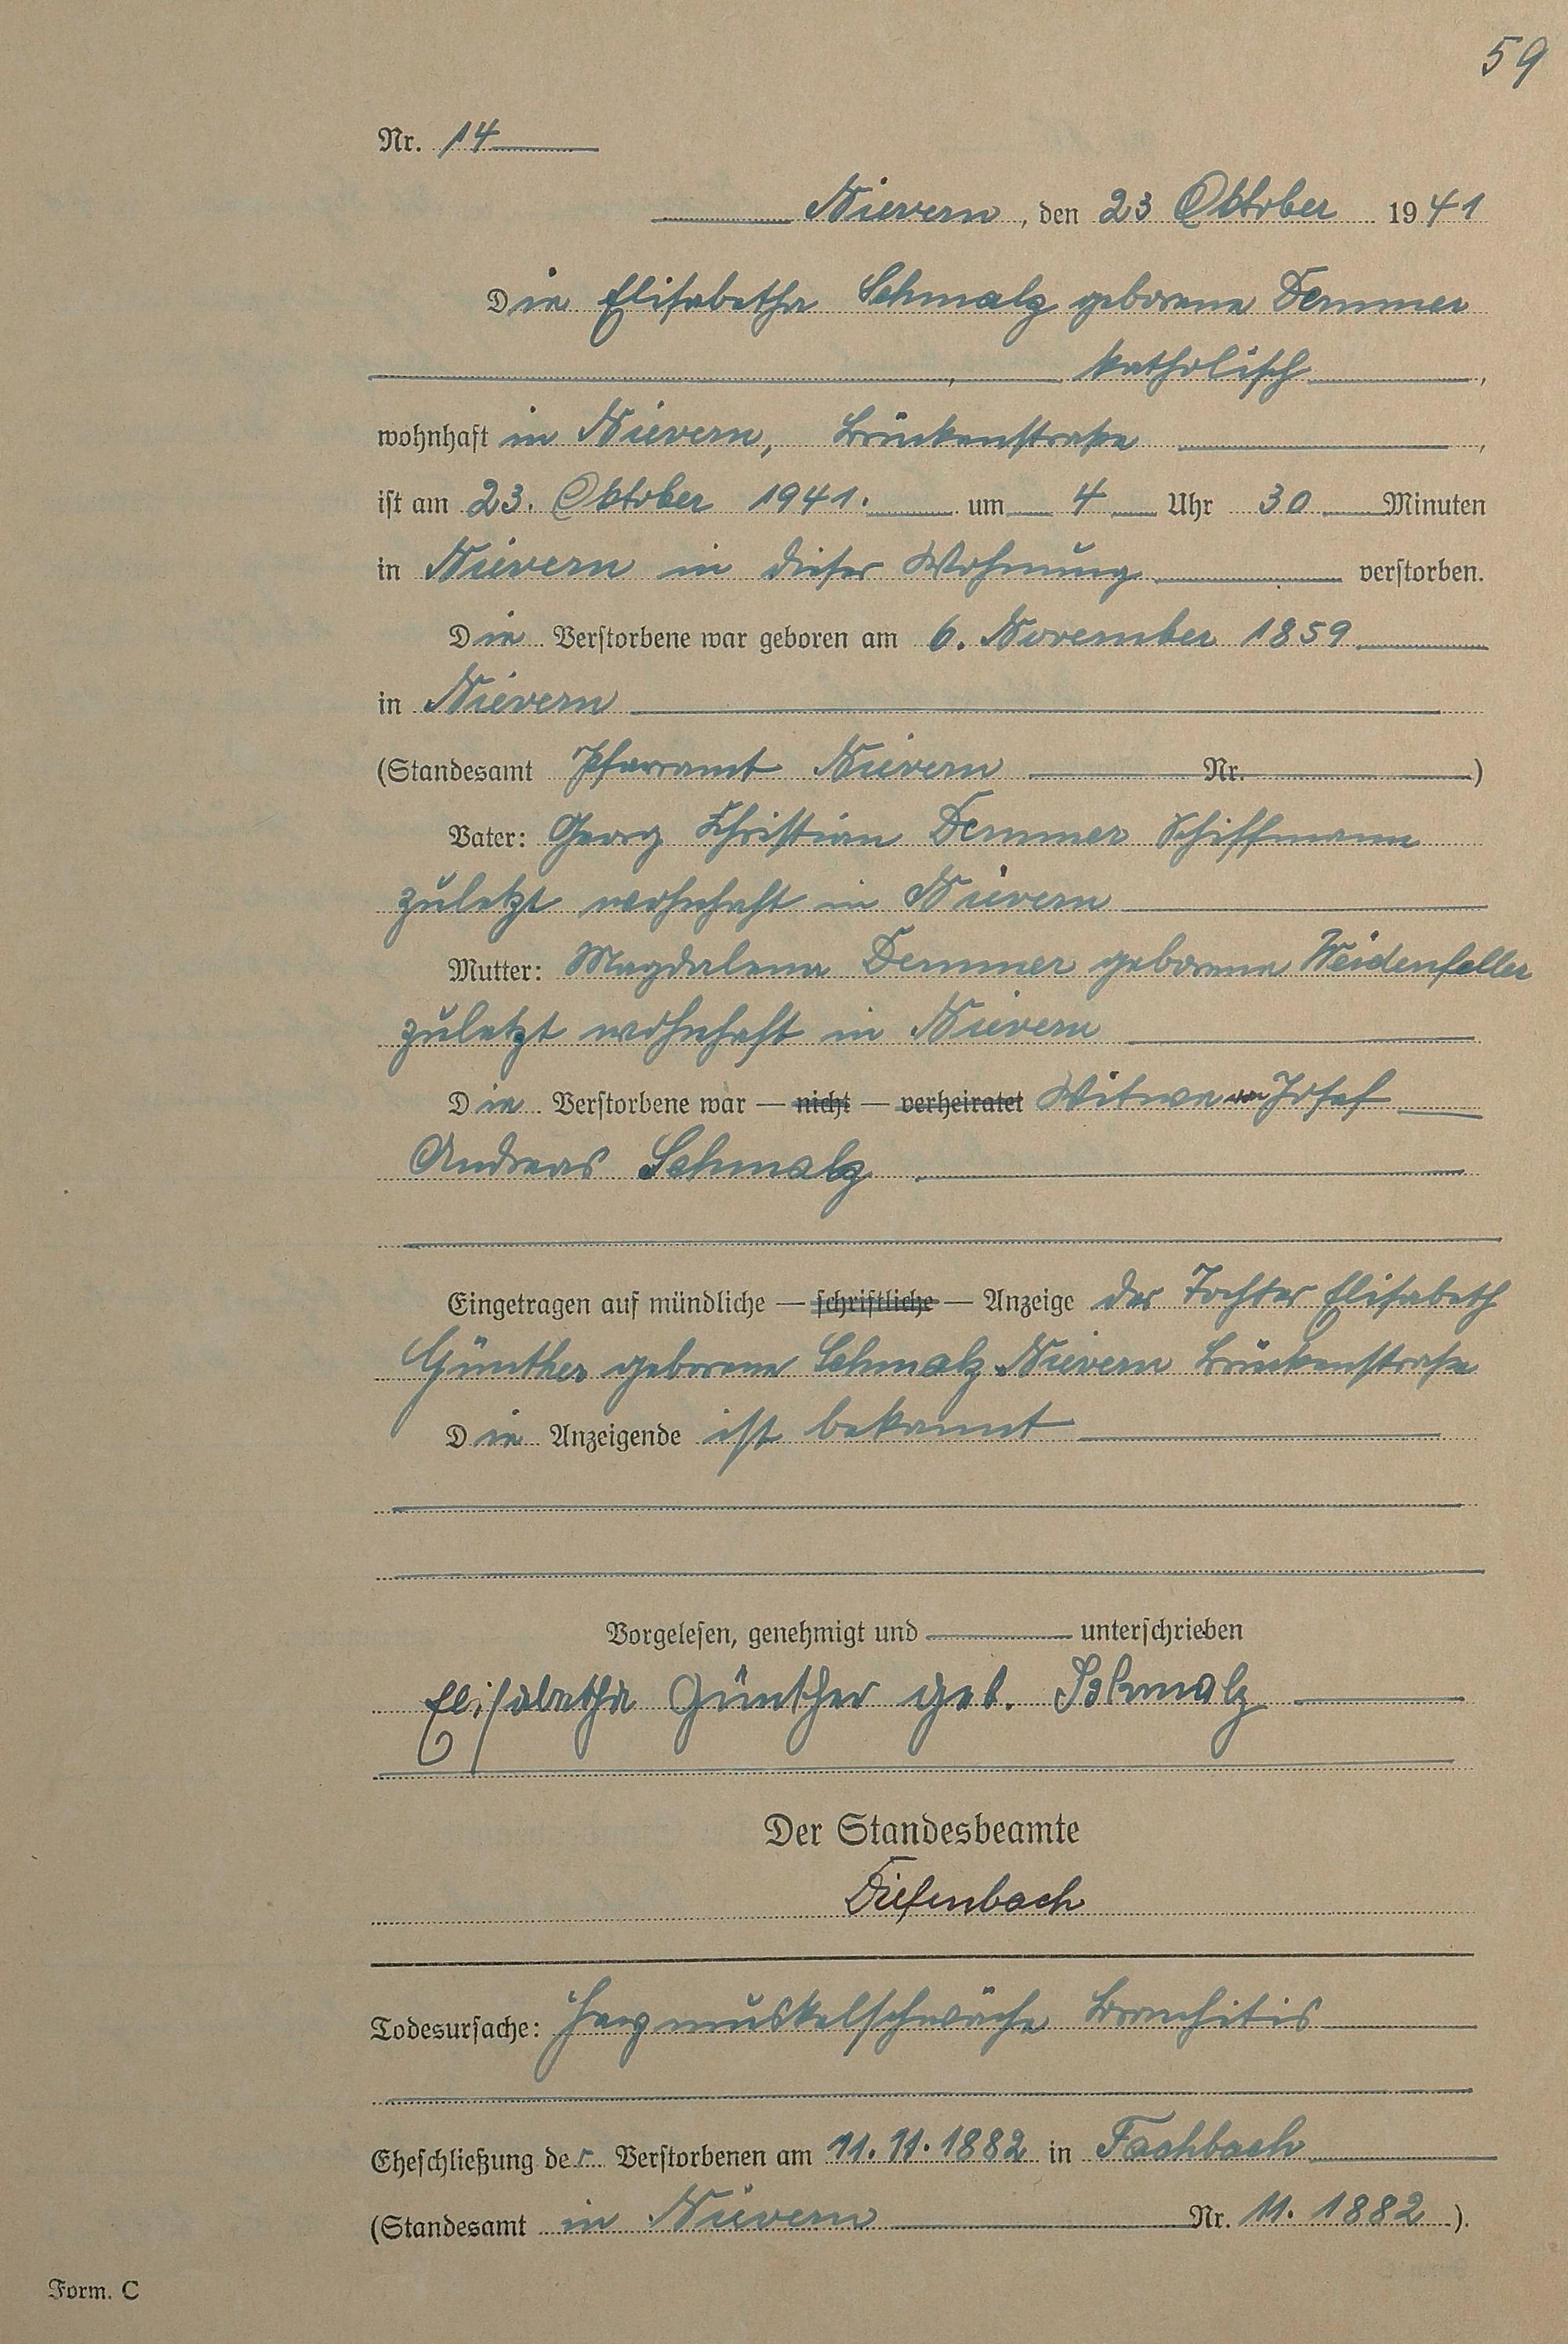 59
Nr. 14
Nievern, den 23 Oktober 1941
Die Elisabetha Schmalz geborene Demmer
, katholisch ,
wohnhaft in Nievern, Brückenstraße ,
ist am 23. Oktober 1941. um 4 Uhr 30 Minuten
in Nievern in dieser Wohnung verstorben.
Die Verstorbene war geboren am 6. November 1859
in Nievern
(Standesamt Pfarramt Nievern Nr. )
Vater: Georg Christian Demmer Schiffmann
zuletzt wohnhaft in Nievern
Mutter: Magdalena Demmer geborene Weidenfeller
zuletzt wohnhaft in Nievern
Die Verstorbene war — nicht — verheiratet Witwe von Josef
Andreas Schmalz
Eingetragen auf mündliche — schriftliche — Anzeige der Tochter Elisabeth
Günther geborene Schmalz Nievern Brückenstraße
Die Anzeigende ist bekannt
Vorgelesen, genehmigt und unterschrieben
Elisabetha Günther geb. Schmalz
Der Standesbeamte
Diefenbach
Todesursache: Herzmuskelschwäche Bronchitis
Eheschließung der Verstorbenen am 11.11.1882 in Fachbach
(Standesamt in Nievern Nr. 11. 1882 ).
Form. C